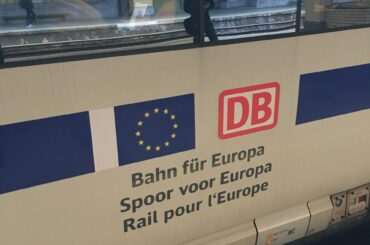 DB
Bahn für Europa
Spoor voor Europa
Rail pour l'Europe